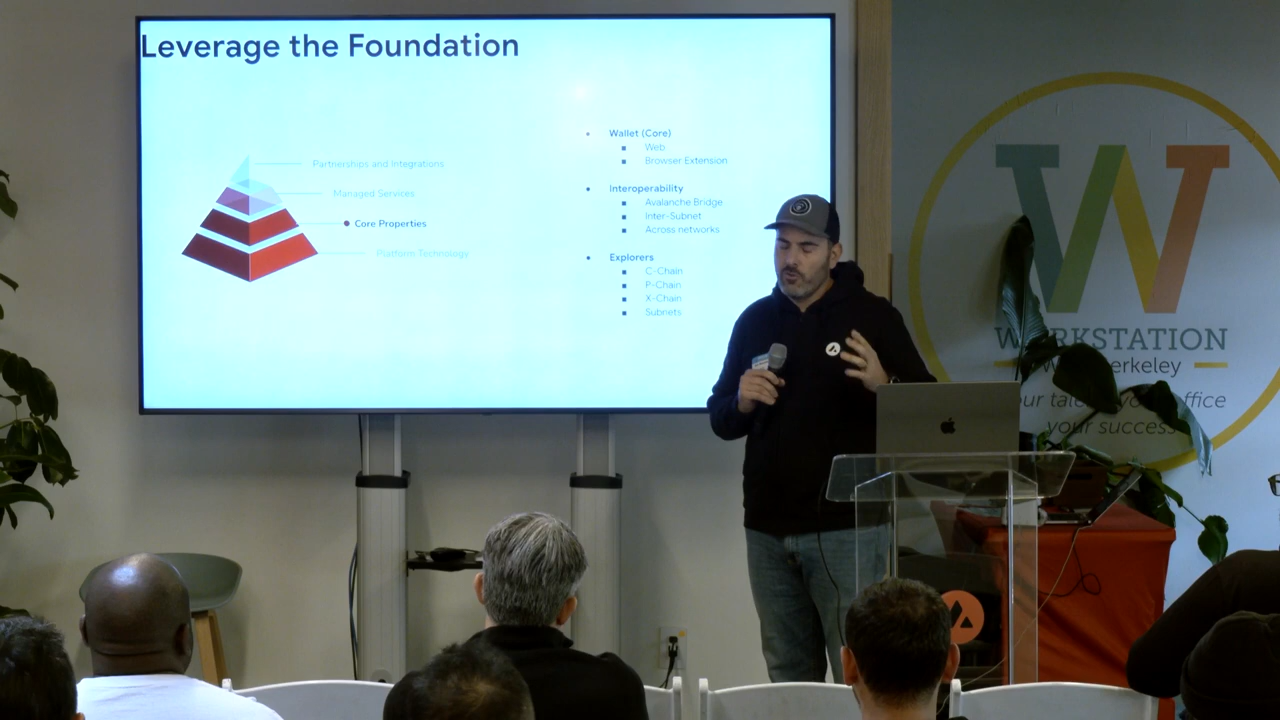 Leverage the Foundation
Partnerships and Integrations
Managed Services
Core Properties
Platform Technology
Wallet (Core)
Web
Browser Extension
Interoperability
Avalanche Bridge
Inter-Subnet
Across networks
Explorers
C-Chain
P-Chain
X-Chain
Subnets
W
WORKSTATION
erkeley
your success